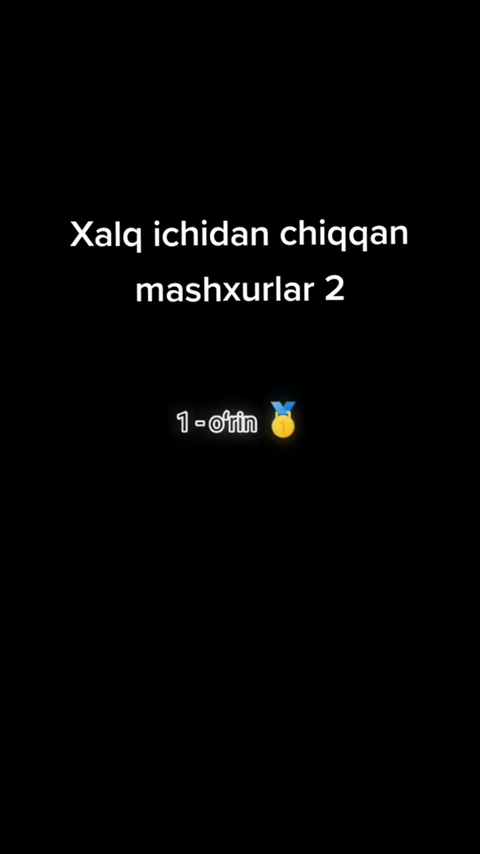 Xalq ichidan chiqqan
mashxurlar 2
1 - o‘rin 🥇